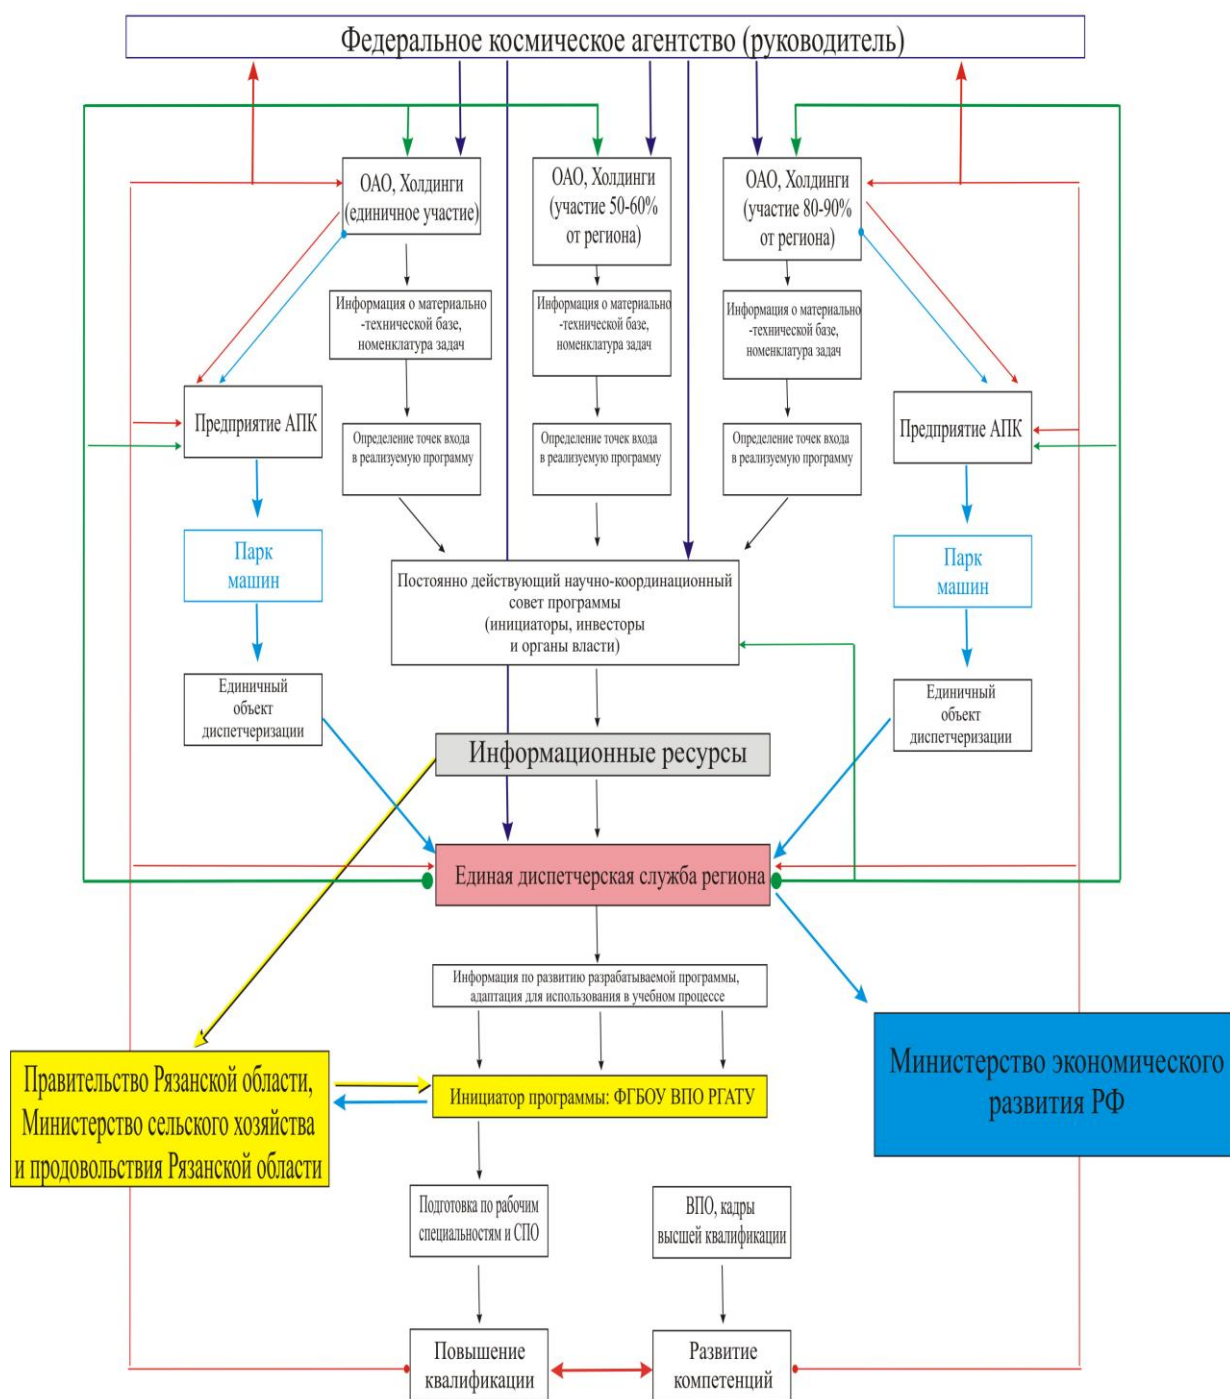 Федеральное космическое агентство (руководитель)
ОАО, Холдинги
(единичное участие)
ОАО, Холдинги
(участие 50-60%
от региона)
ОАО, Холдинги
(участие 80-90%
от региона)
Информация о материально
-технической базе,
номенклатура задач
Информация о материально
-технической базе,
номенклатура задач
Информация о материально
-технической базе,
номенклатура задач
Предприятие АПК
Определение точек входа
в реализуемую программу
Определение точек входа
в реализуемую программу
Определение точек входа
в реализуемую программу
Предприятие АПК
Парк
машин
Постоянно действующий научно-координационный
совет программы
(инициаторы, инвесторы
и органы власти)
Парк
машин
Единичный
объект
диспетчеризации
Единичный
объект
диспетчеризации
Информационные ресурсы
Единая диспетчерская служба региона
Информация по развитию разрабатываемой программы,
адаптация для использования в учебном процессе
Правительство Рязанской области,
Министерство сельского хозяйства
и продовольствия Рязанской области
Инициатор программы: ФГБОУ ВПО РГАТУ
Министерство экономического
развития РФ
Подготовка по рабочим
специальностям и СПО
ВПО, кадры
высшей квалификации
Повышение
квалификации
Развитие
компетенций